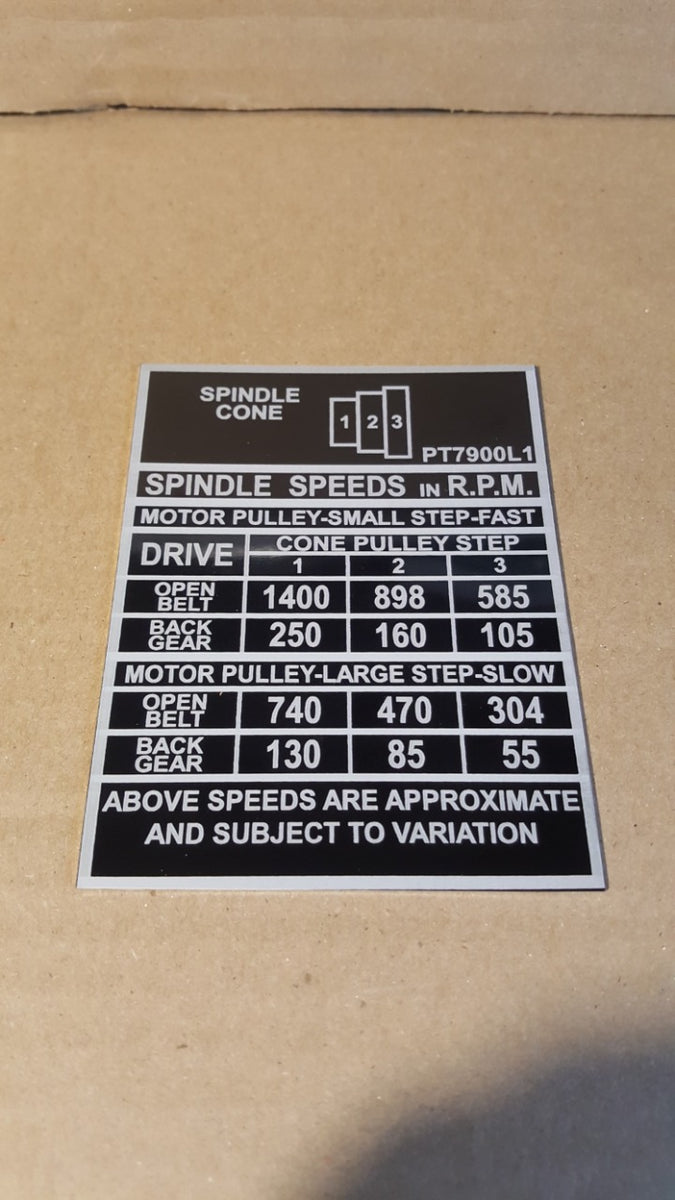 SPINDLE
CONE
1 2 3
PT7900L1
SPINDLE SPEEDS IN R.P.M.
MOTOR PULLEY-SMALL STEP-FAST
DRIVE
CONE PULLEY STEP
1 2 3
OPEN BELT 1400 898 585
BACK GEAR 250 160 105
MOTOR PULLEY-LARGE STEP-SLOW
OPEN BELT 740 470 304
BACK GEAR 130 85 55
ABOVE SPEEDS ARE APPROXIMATE
AND SUBJECT TO VARIATION